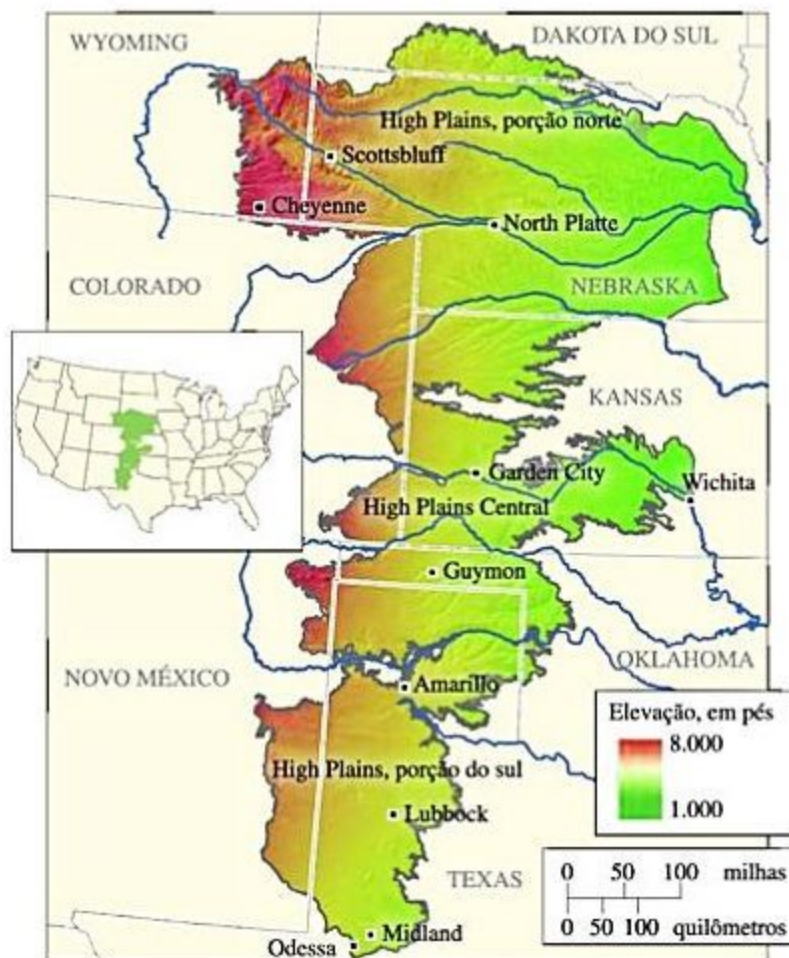 WYOMING
DAKOTA DO SUL
High Plains, porção norte
Scottsbluff
Cheyenne
North Platte
COLORADO
NEBRASKA
KANSAS
Garden City
Wichita
High Plains Central
Guymon
NOVO MÉXICO
OKLAHOMA
Amarillo
Elevação, em pés
8.000
1.000
High Plains, porção do sul
Lubbock
TEXAS
0 50 100 milhas
0 50 100 quilômetros
Midland
Odessa